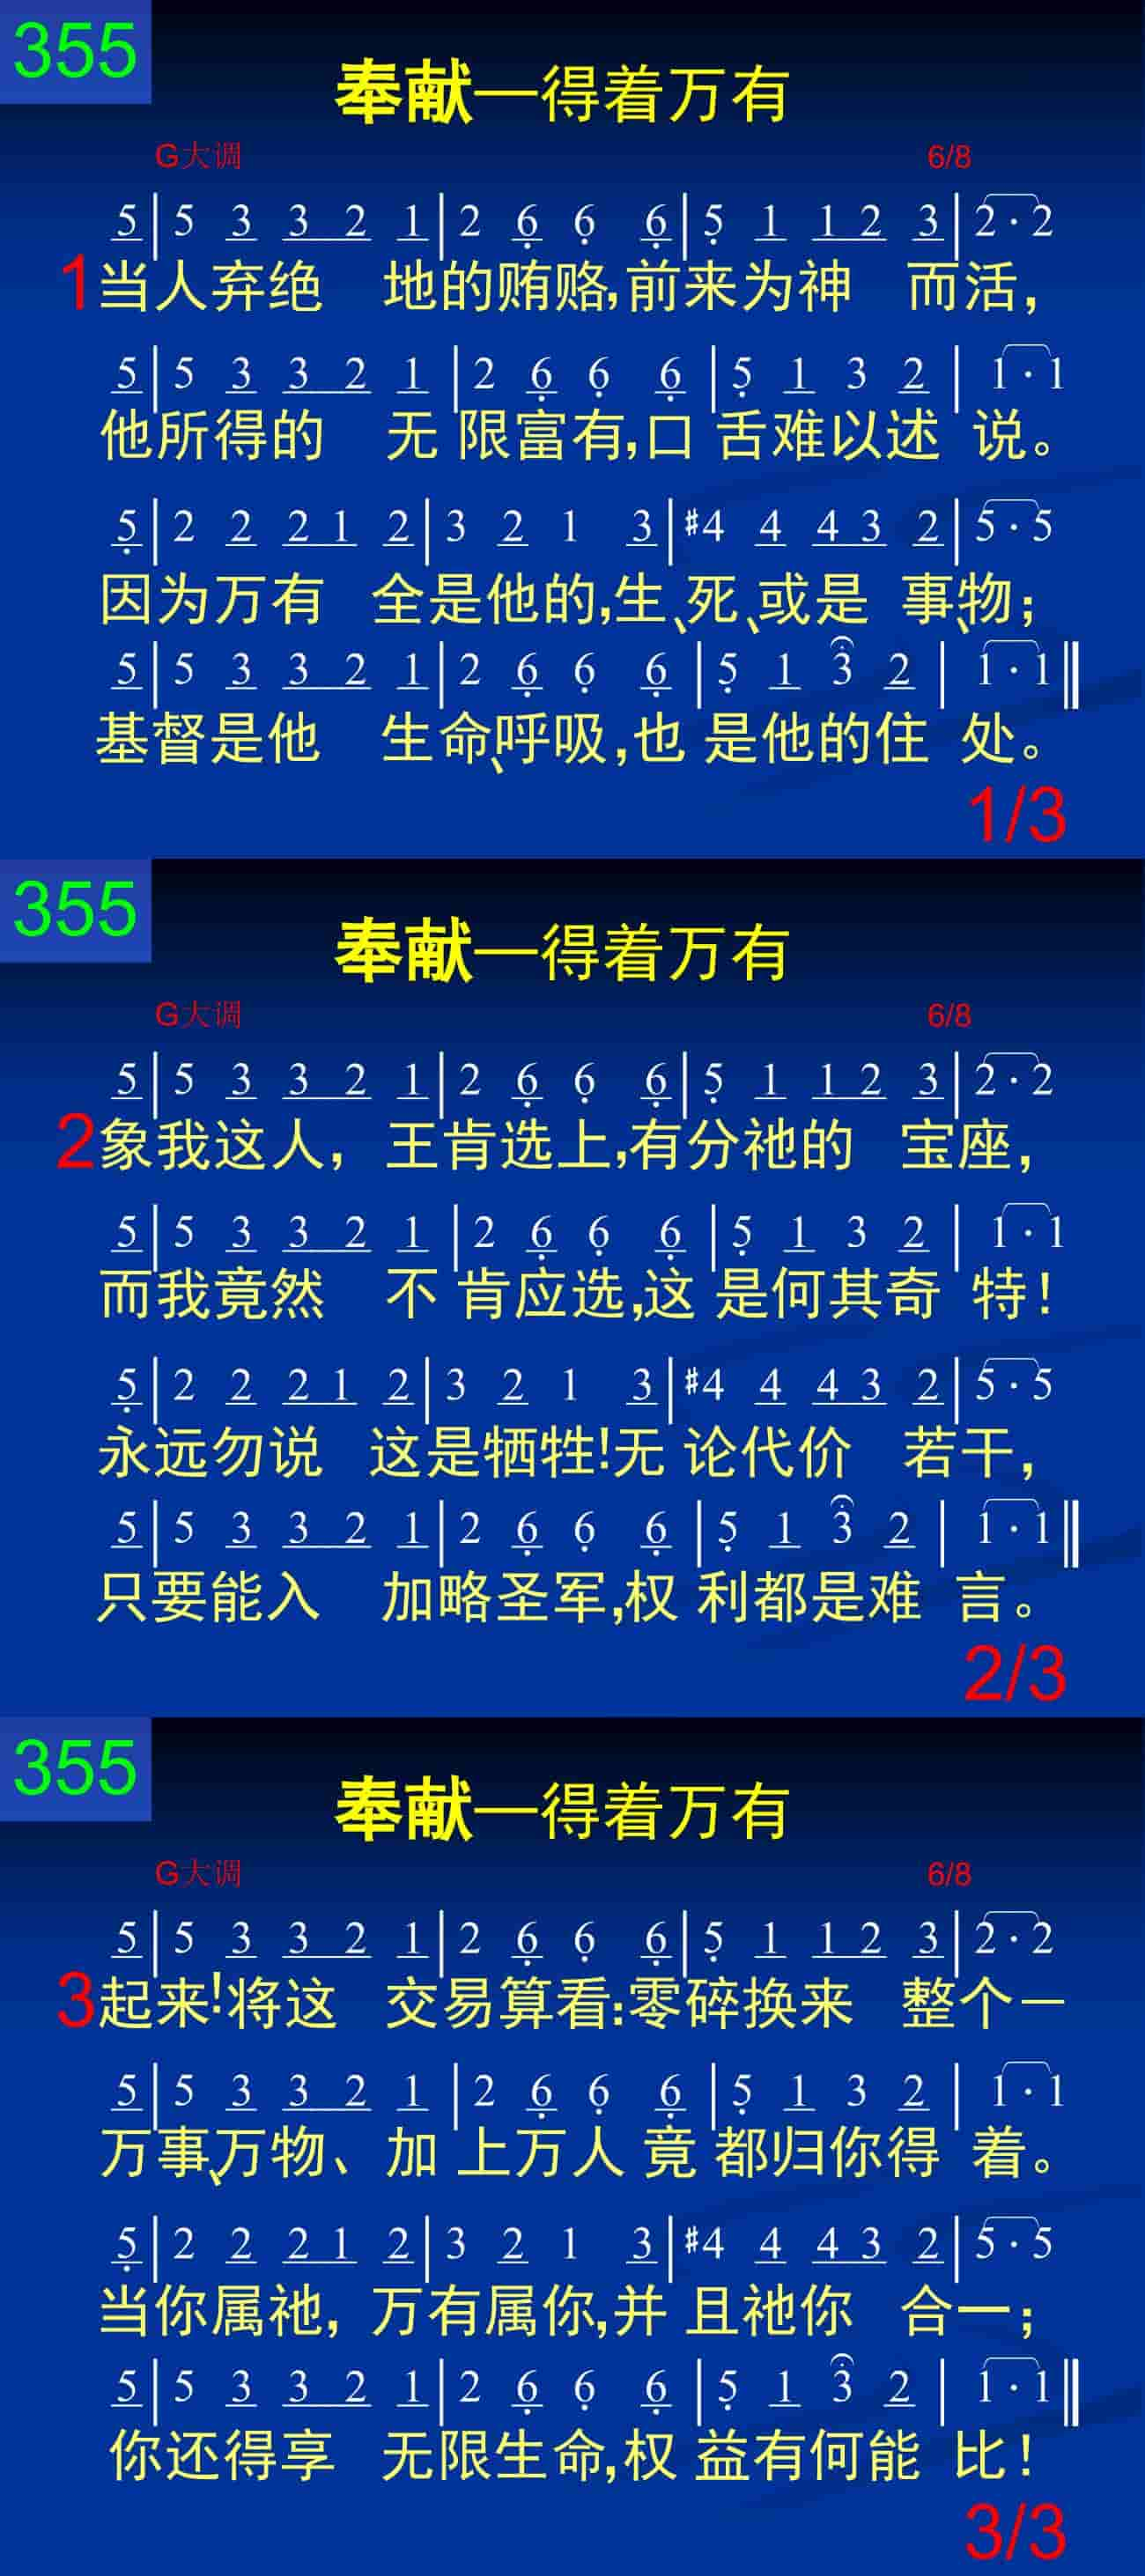 355
奉献—得着万有
G大调 6/8
5 | 5 3 3 2 1 | 2 6 6 6 | 5 1 1 2 3 | 2·2
1当人弃绝 地的贿赂,前来为神 而活,
5 | 5 3 3 2 1 | 2 6 6 6 | 5 1 3 2 | 1·1
他所得的 无限富有,口舌难以述说。
5 | 2 2 2 1 2 | 3 2 1 3 | #4 4 4 3 2 | 5·5
因为万有 全是他的,生、死、或是 事、物;
5 | 5 3 3 2 1 | 2 6 6 6 | 5 1 3 2 | 1·1 ‖
基督是他 生命、呼吸,也是他的住处。
1/3
355
奉献—得着万有
G大调 6/8
5 | 5 3 3 2 1 | 2 6 6 6 | 5 1 1 2 3 | 2·2
2象我这人, 王肯选上,有分祂的 宝座,
5 | 5 3 3 2 1 | 2 6 6 6 | 5 1 3 2 | 1·1
而我竟然 不肯应选,这是何其奇特!
5 | 2 2 2 1 2 | 3 2 1 3 | #4 4 4 3 2 | 5·5
永远勿说 这是牺牲!无论代价 若干,
5 | 5 3 3 2 1 | 2 6 6 6 | 5 1 3 2 | 1·1 ‖
只要能入 加略圣军,权利都是难言。
2/3
355
奉献—得着万有
G大调 6/8
5 | 5 3 3 2 1 | 2 6 6 6 | 5 1 1 2 3 | 2·2
3起来!将这 交易算看:零碎换来 整个—
5 | 5 3 3 2 1 | 2 6 6 6 | 5 1 3 2 | 1·1
万事、万物、加上万人竟都归你得着。
5 | 2 2 2 1 2 | 3 2 1 3 | #4 4 4 3 2 | 5·5
当你属祂, 万有属你,并且祂你 合一;
5 | 5 3 3 2 1 | 2 6 6 6 | 5 1 3 2 | 1·1 ‖
你还得享 无限生命,权益有何能比!
3/3